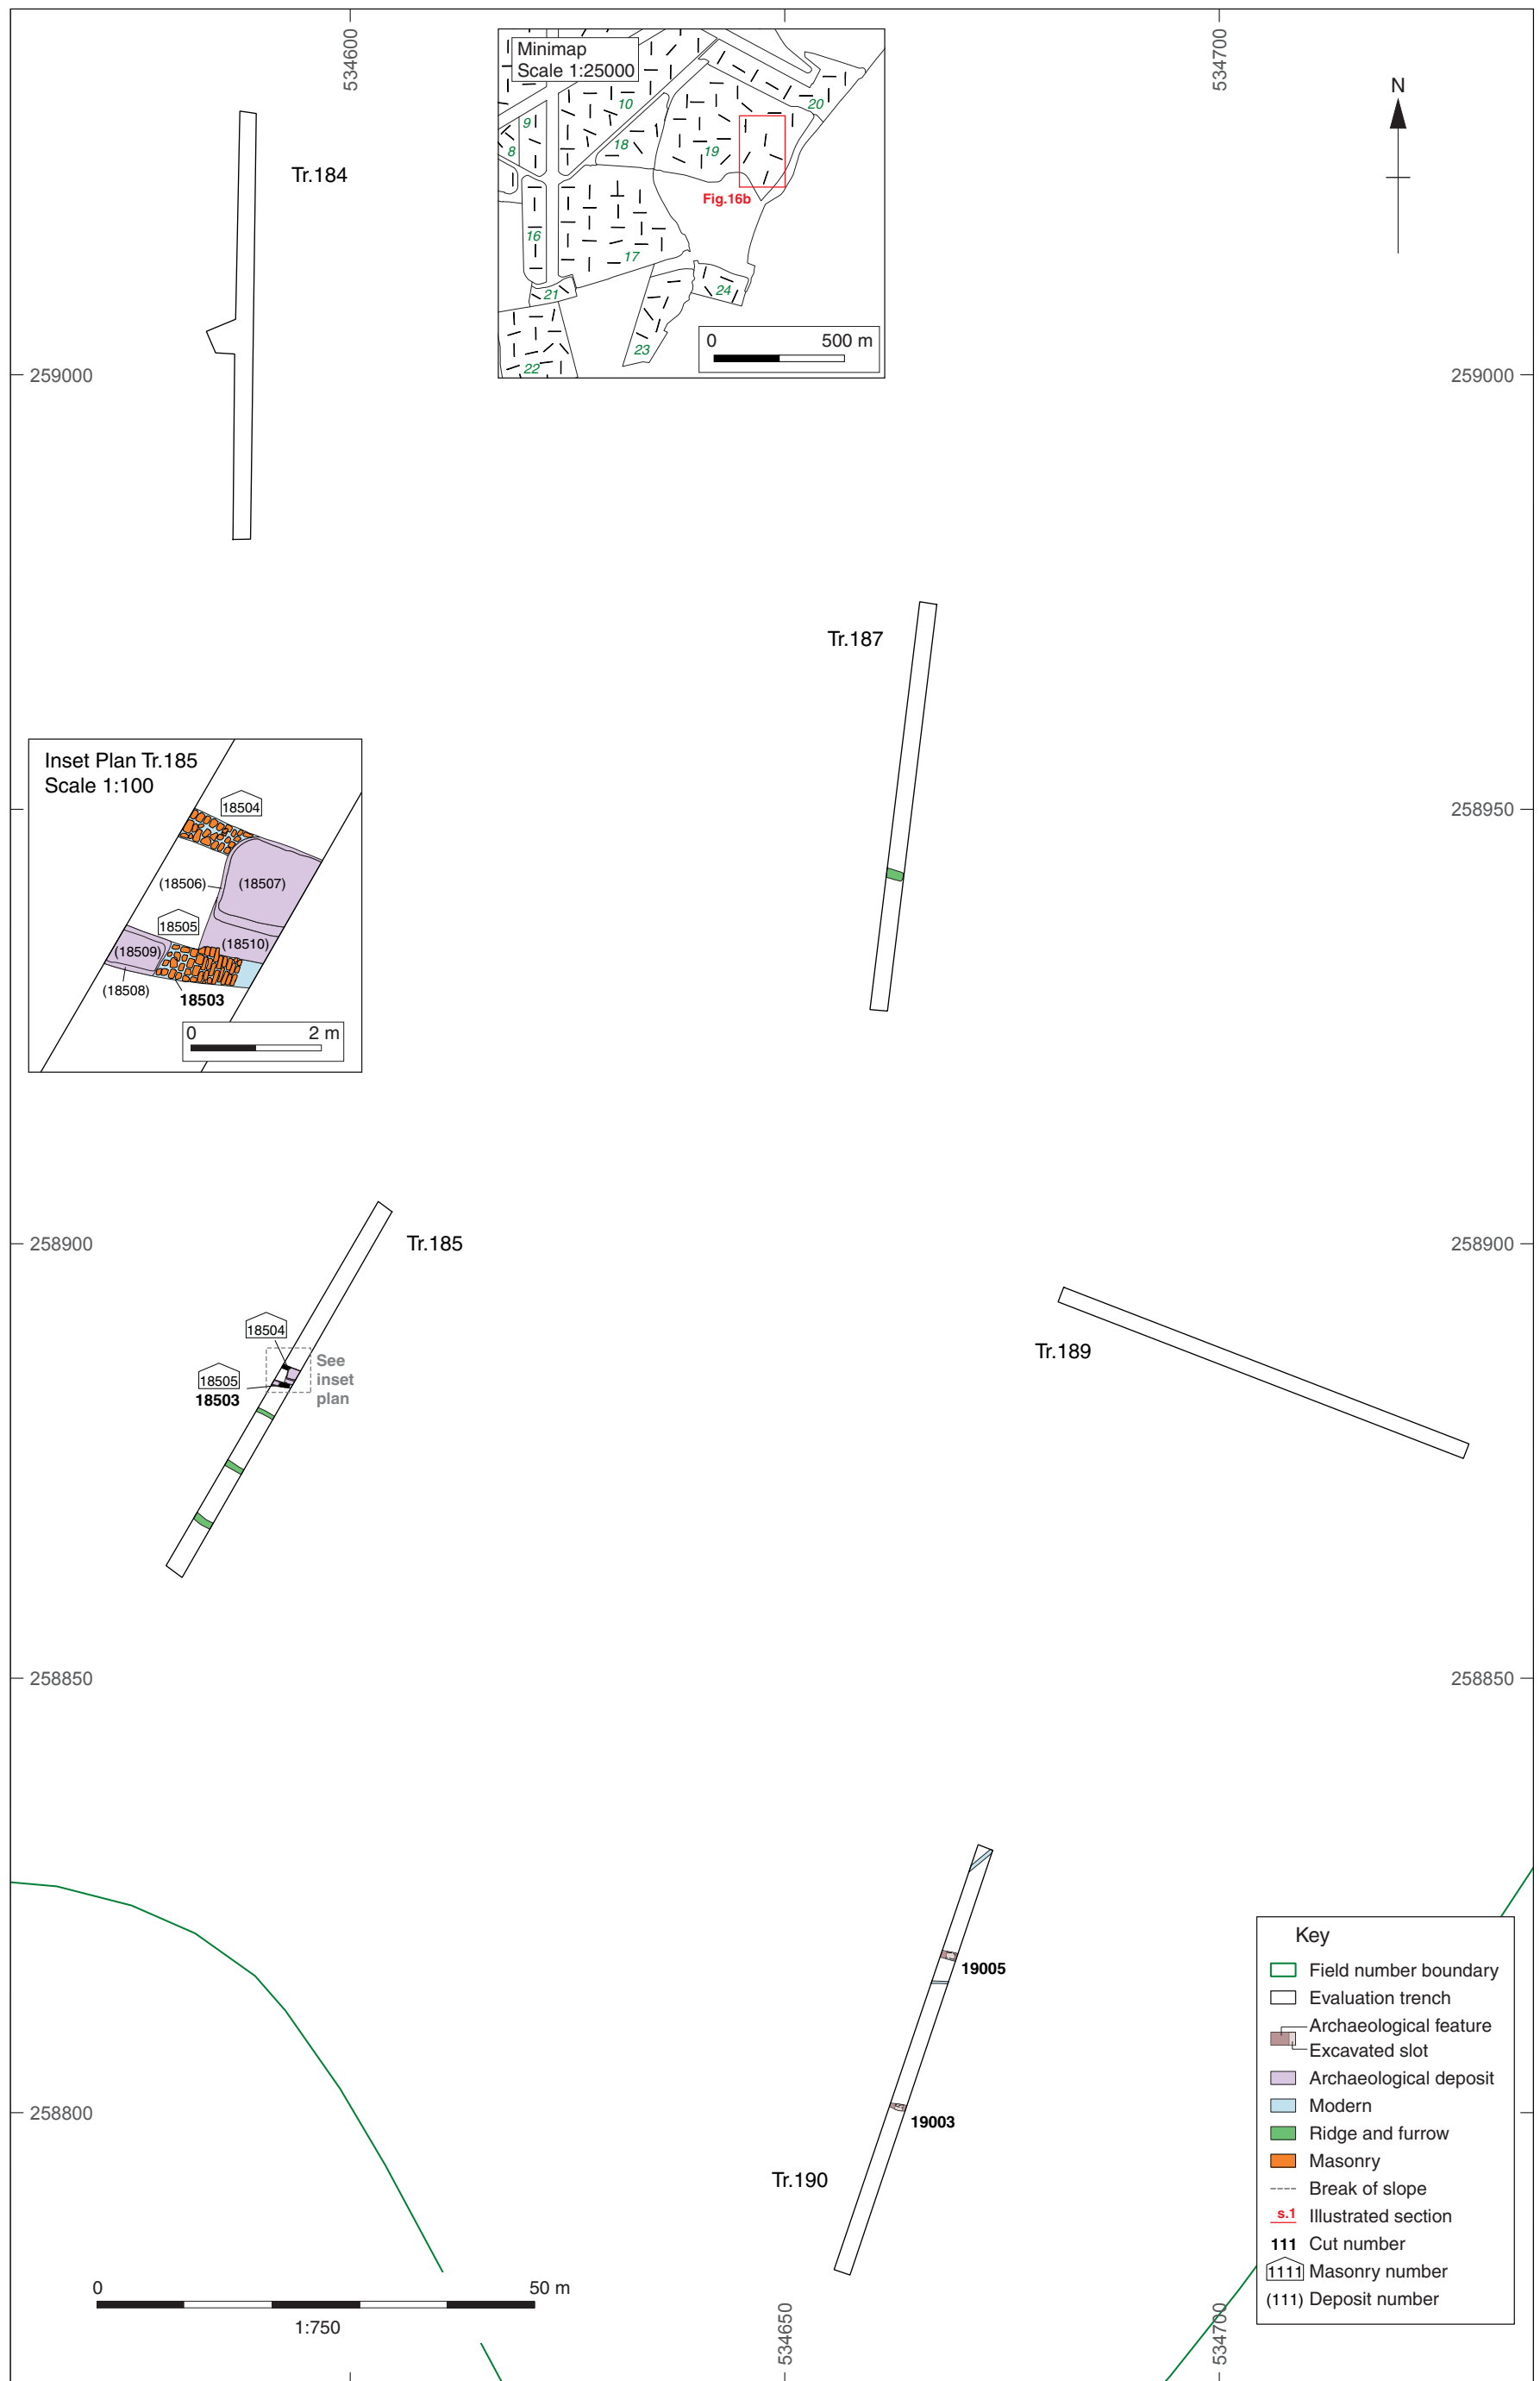 534600
534700
Minimap
Scale 1:25000
N
10
20
9
8
18
19
Fig.16b
16
17
21
24
23
22
0 500 m
Tr.184
259000
259000
Tr.187
Inset Plan Tr.185
Scale 1:100
18504
(18506)
(18507)
18505
(18509)
(18510)
(18508)
18503
0 2 m
258950
258900
258900
Tr.185
18504
See
inset
plan
18505
18503
Tr.189
258850
258850
19005
258800
19003
Tr.190
Key
Field number boundary
Evaluation trench
Archaeological feature
Excavated slot
Archaeological deposit
Modern
Ridge and furrow
Masonry
Break of slope
s.1 Illustrated section
111 Cut number
1111 Masonry number
(111) Deposit number
0 50 m
1:750
534650
534700